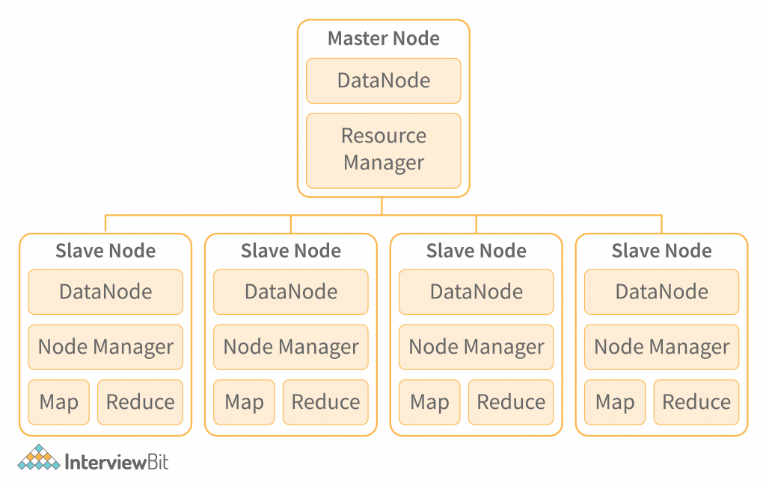 Master Node
DataNode
Resource
Manager
Slave Node
DataNode
Node Manager
Map
Reduce
Slave Node
DataNode
Node Manager
Map
Reduce
Slave Node
DataNode
Node Manager
Map
Reduce
Slave Node
DataNode
Node Manager
Map
Reduce
InterviewBit